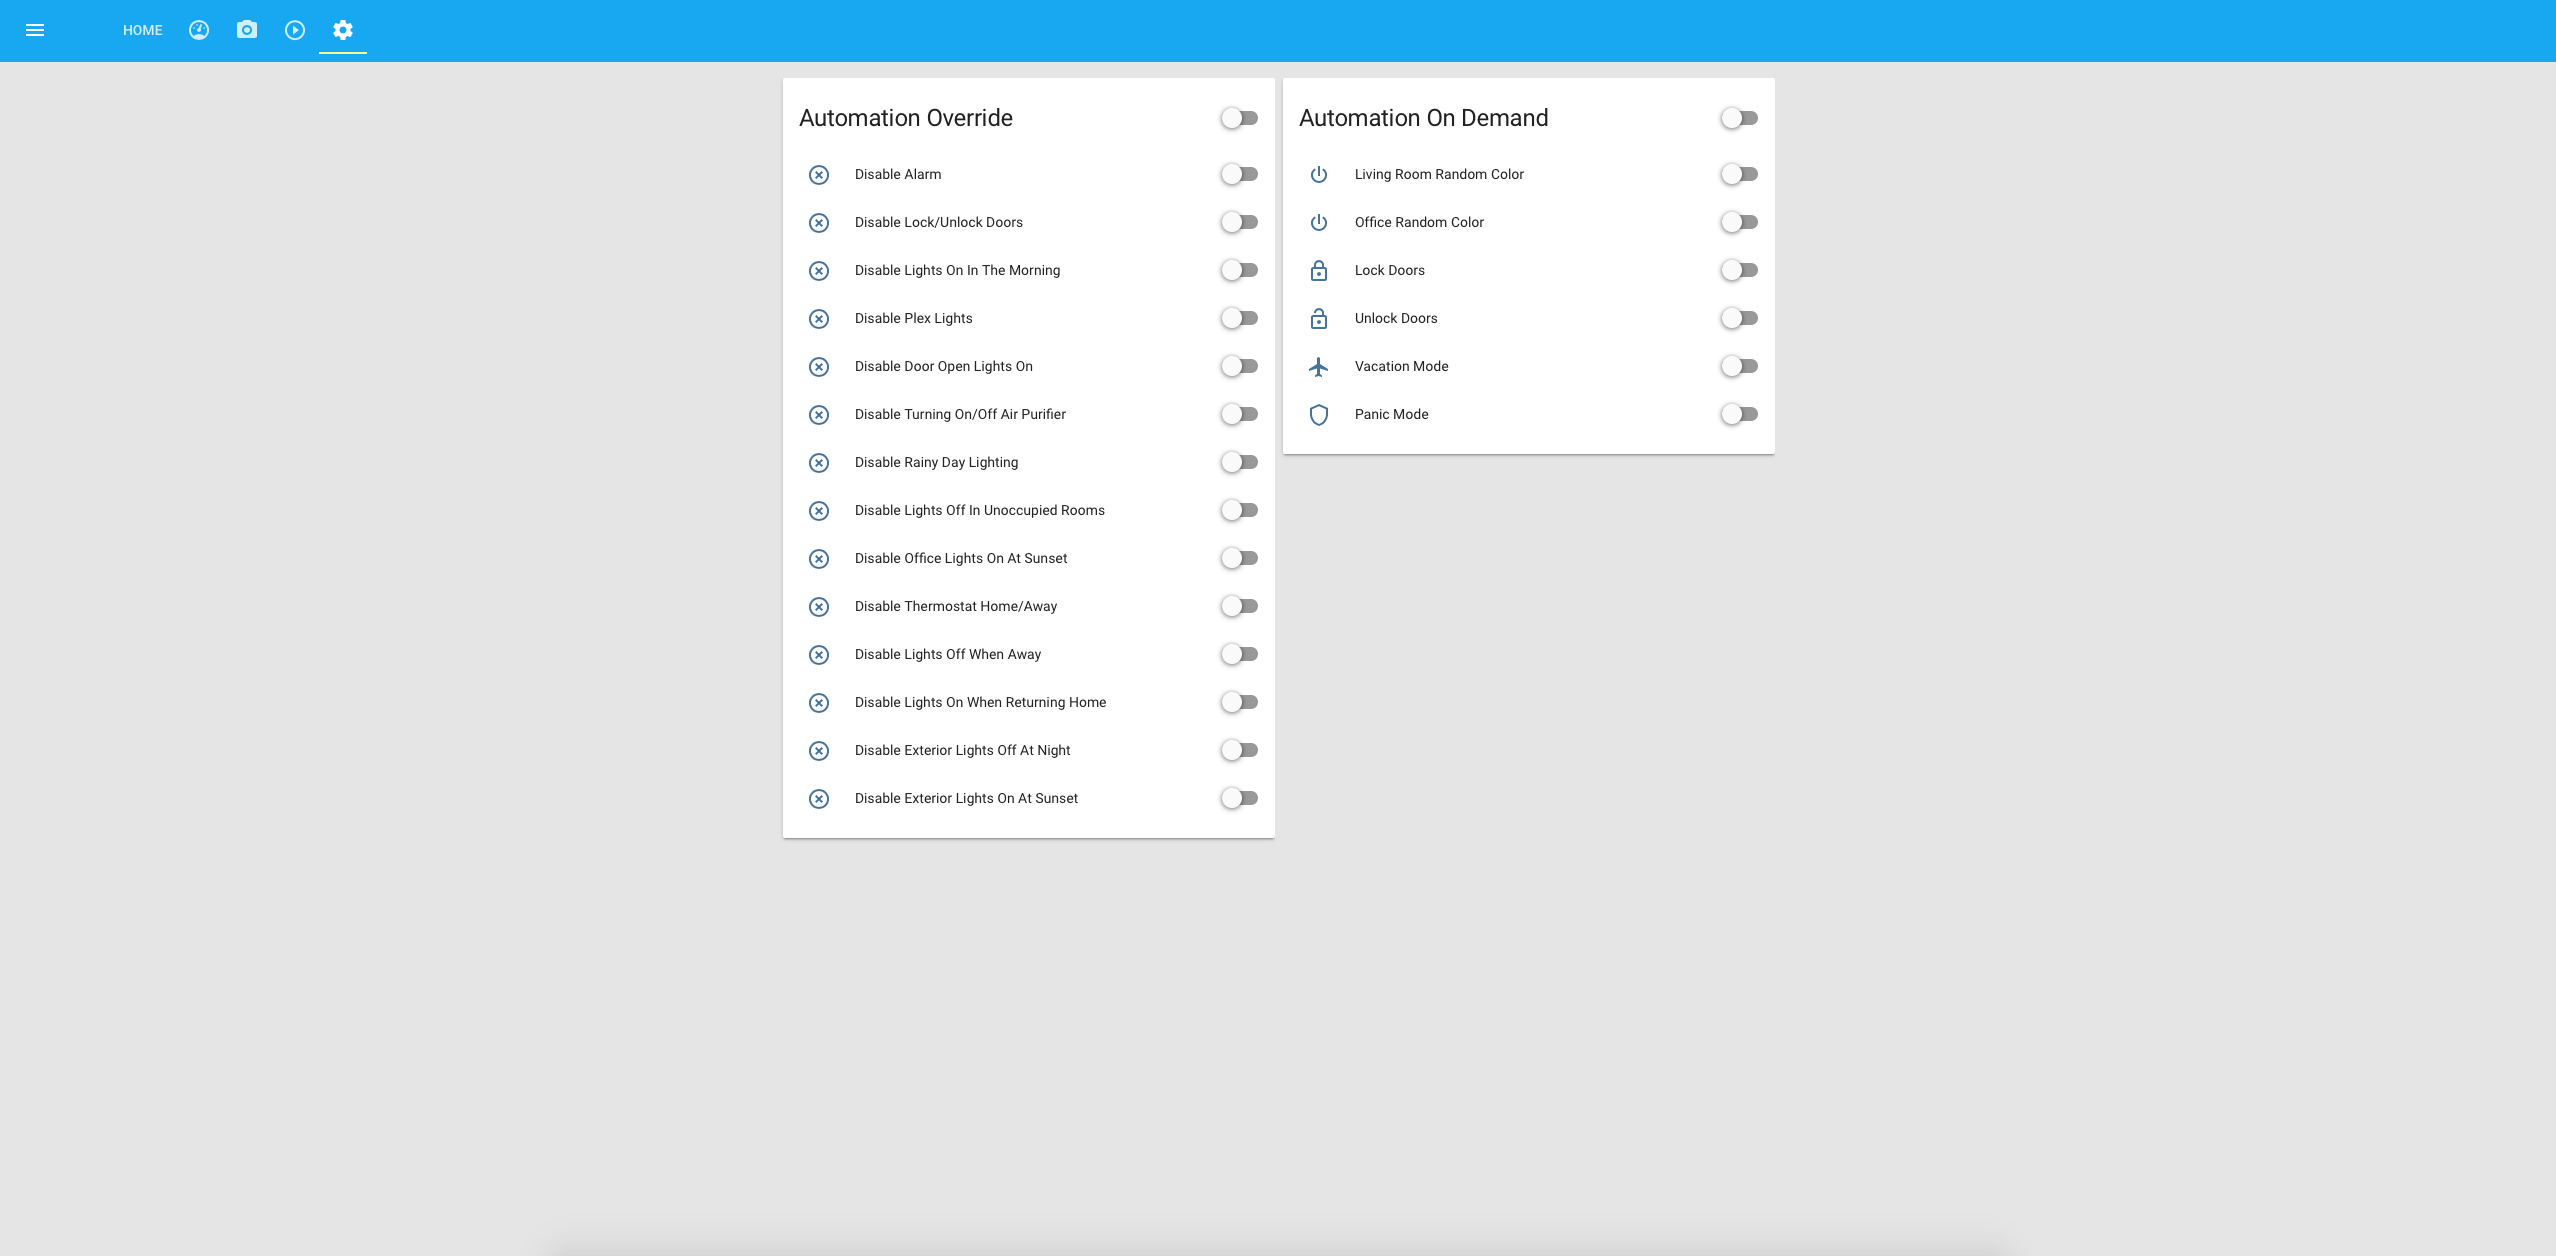 HOME
Automation Override
Disable Alarm
Disable Lock/Unlock Doors
Disable Lights On In The Morning
Disable Plex Lights
Disable Door Open Lights On
Disable Turning On/Off Air Purifier
Disable Rainy Day Lighting
Disable Lights Off In Unoccupied Rooms
Disable Office Lights On At Sunset
Disable Thermostat Home/Away
Disable Lights Off When Away
Disable Lights On When Returning Home
Disable Exterior Lights Off At Night
Disable Exterior Lights On At Sunset
Automation On Demand
Living Room Random Color
Office Random Color
Lock Doors
Unlock Doors
Vacation Mode
Panic Mode